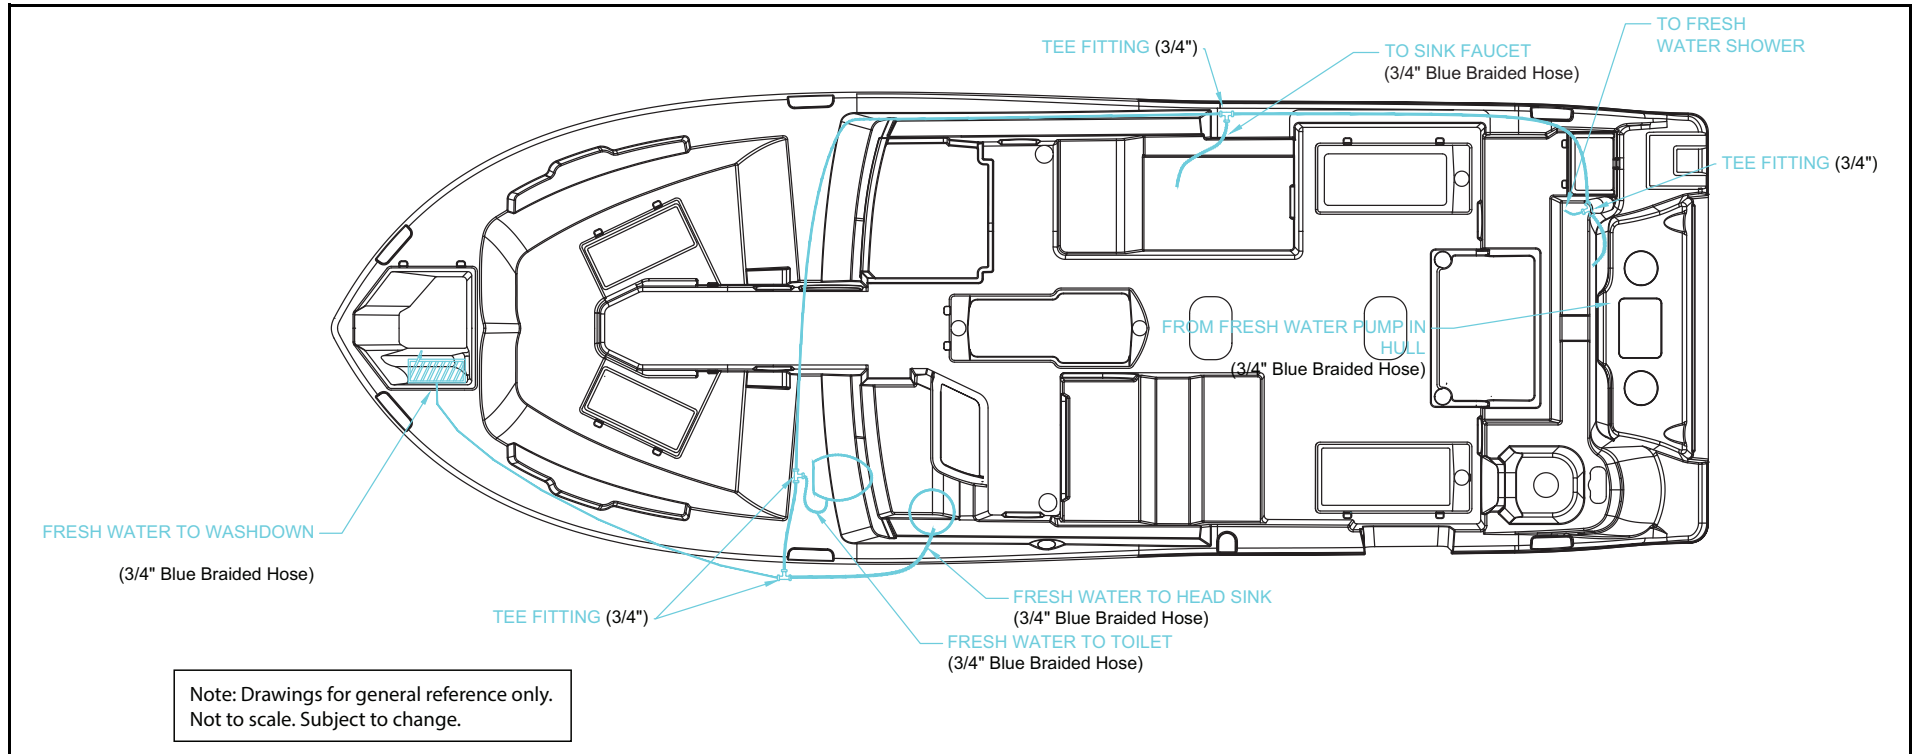 TO FRESH
WATER SHOWER
TEE FITTING (3/4")
TO SINK FAUCET
(3/4" Blue Braided Hose)
TEE FITTING (3/4")
FROM FRESH WATER PUMP IN
HULL
(3/4" Blue Braided Hose)
FRESH WATER TO WASHDOWN
(3/4" Blue Braided Hose)
TEE FITTING (3/4")
FRESH WATER TO HEAD SINK
(3/4" Blue Braided Hose)
FRESH WATER TO TOILET
(3/4" Blue Braided Hose)
Note: Drawings for general reference only.
Not to scale. Subject to change.